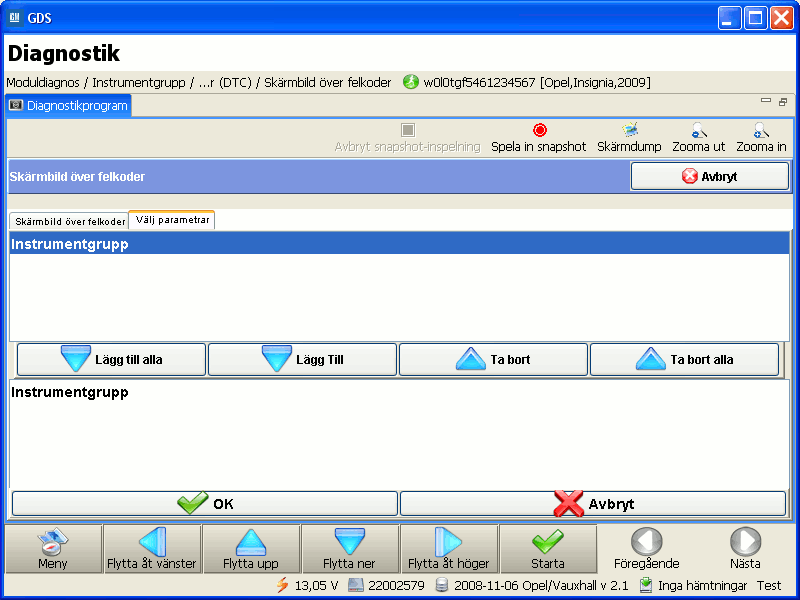 GM GDS
Diagnostik
Moduldiagnos / Instrumentgrupp / ...r (DTC) / Skärmbild över felkoder w0l0tgf5461234567 [Opel,Insignia,2009]
Diagnostikprogram
Avbryt snapshot-inspelning Spela in snapshot Skärmdump Zooma ut Zooma in
Skärmbild över felkoder Avbryt
Skärmbild över felkoder Välj parametrar
Instrumentgrupp
Lägg till alla Lägg Till Ta bort Ta bort alla
Instrumentgrupp
OK Avbryt
Meny Flytta åt vänster Flytta upp Flytta ner Flytta åt höger Starta Föregående Nästa
13,05 V 22002579 2008-11-06 Opel/Vauxhall v 2.1 Inga hämtningar Test